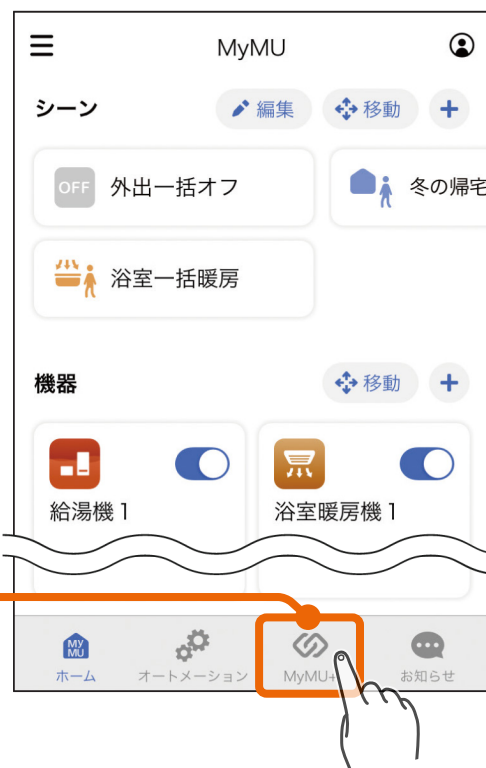 MyMU
シーン
編集
移動
OFF
外出一括オフ
冬の帰宅
浴室一括暖房
機器
移動
給湯機 1
浴室暖房機 1
MY
MU
ホーム
オートメーション
MyMU+
お知らせ